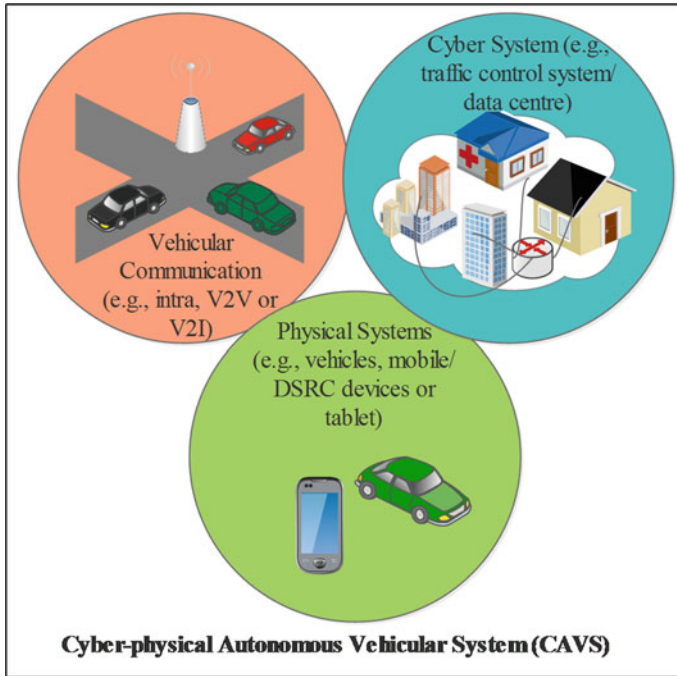 Vehicular
Communication
(e.g., intra, V2V or
V2I)
Cyber System (e.g.,
traffic control system/
data centre)
Physical Systems
(e.g., vehicles, mobile/
DSRC devices or
tablet)
Cyber-physical Autonomous Vehicular System (CAVS)